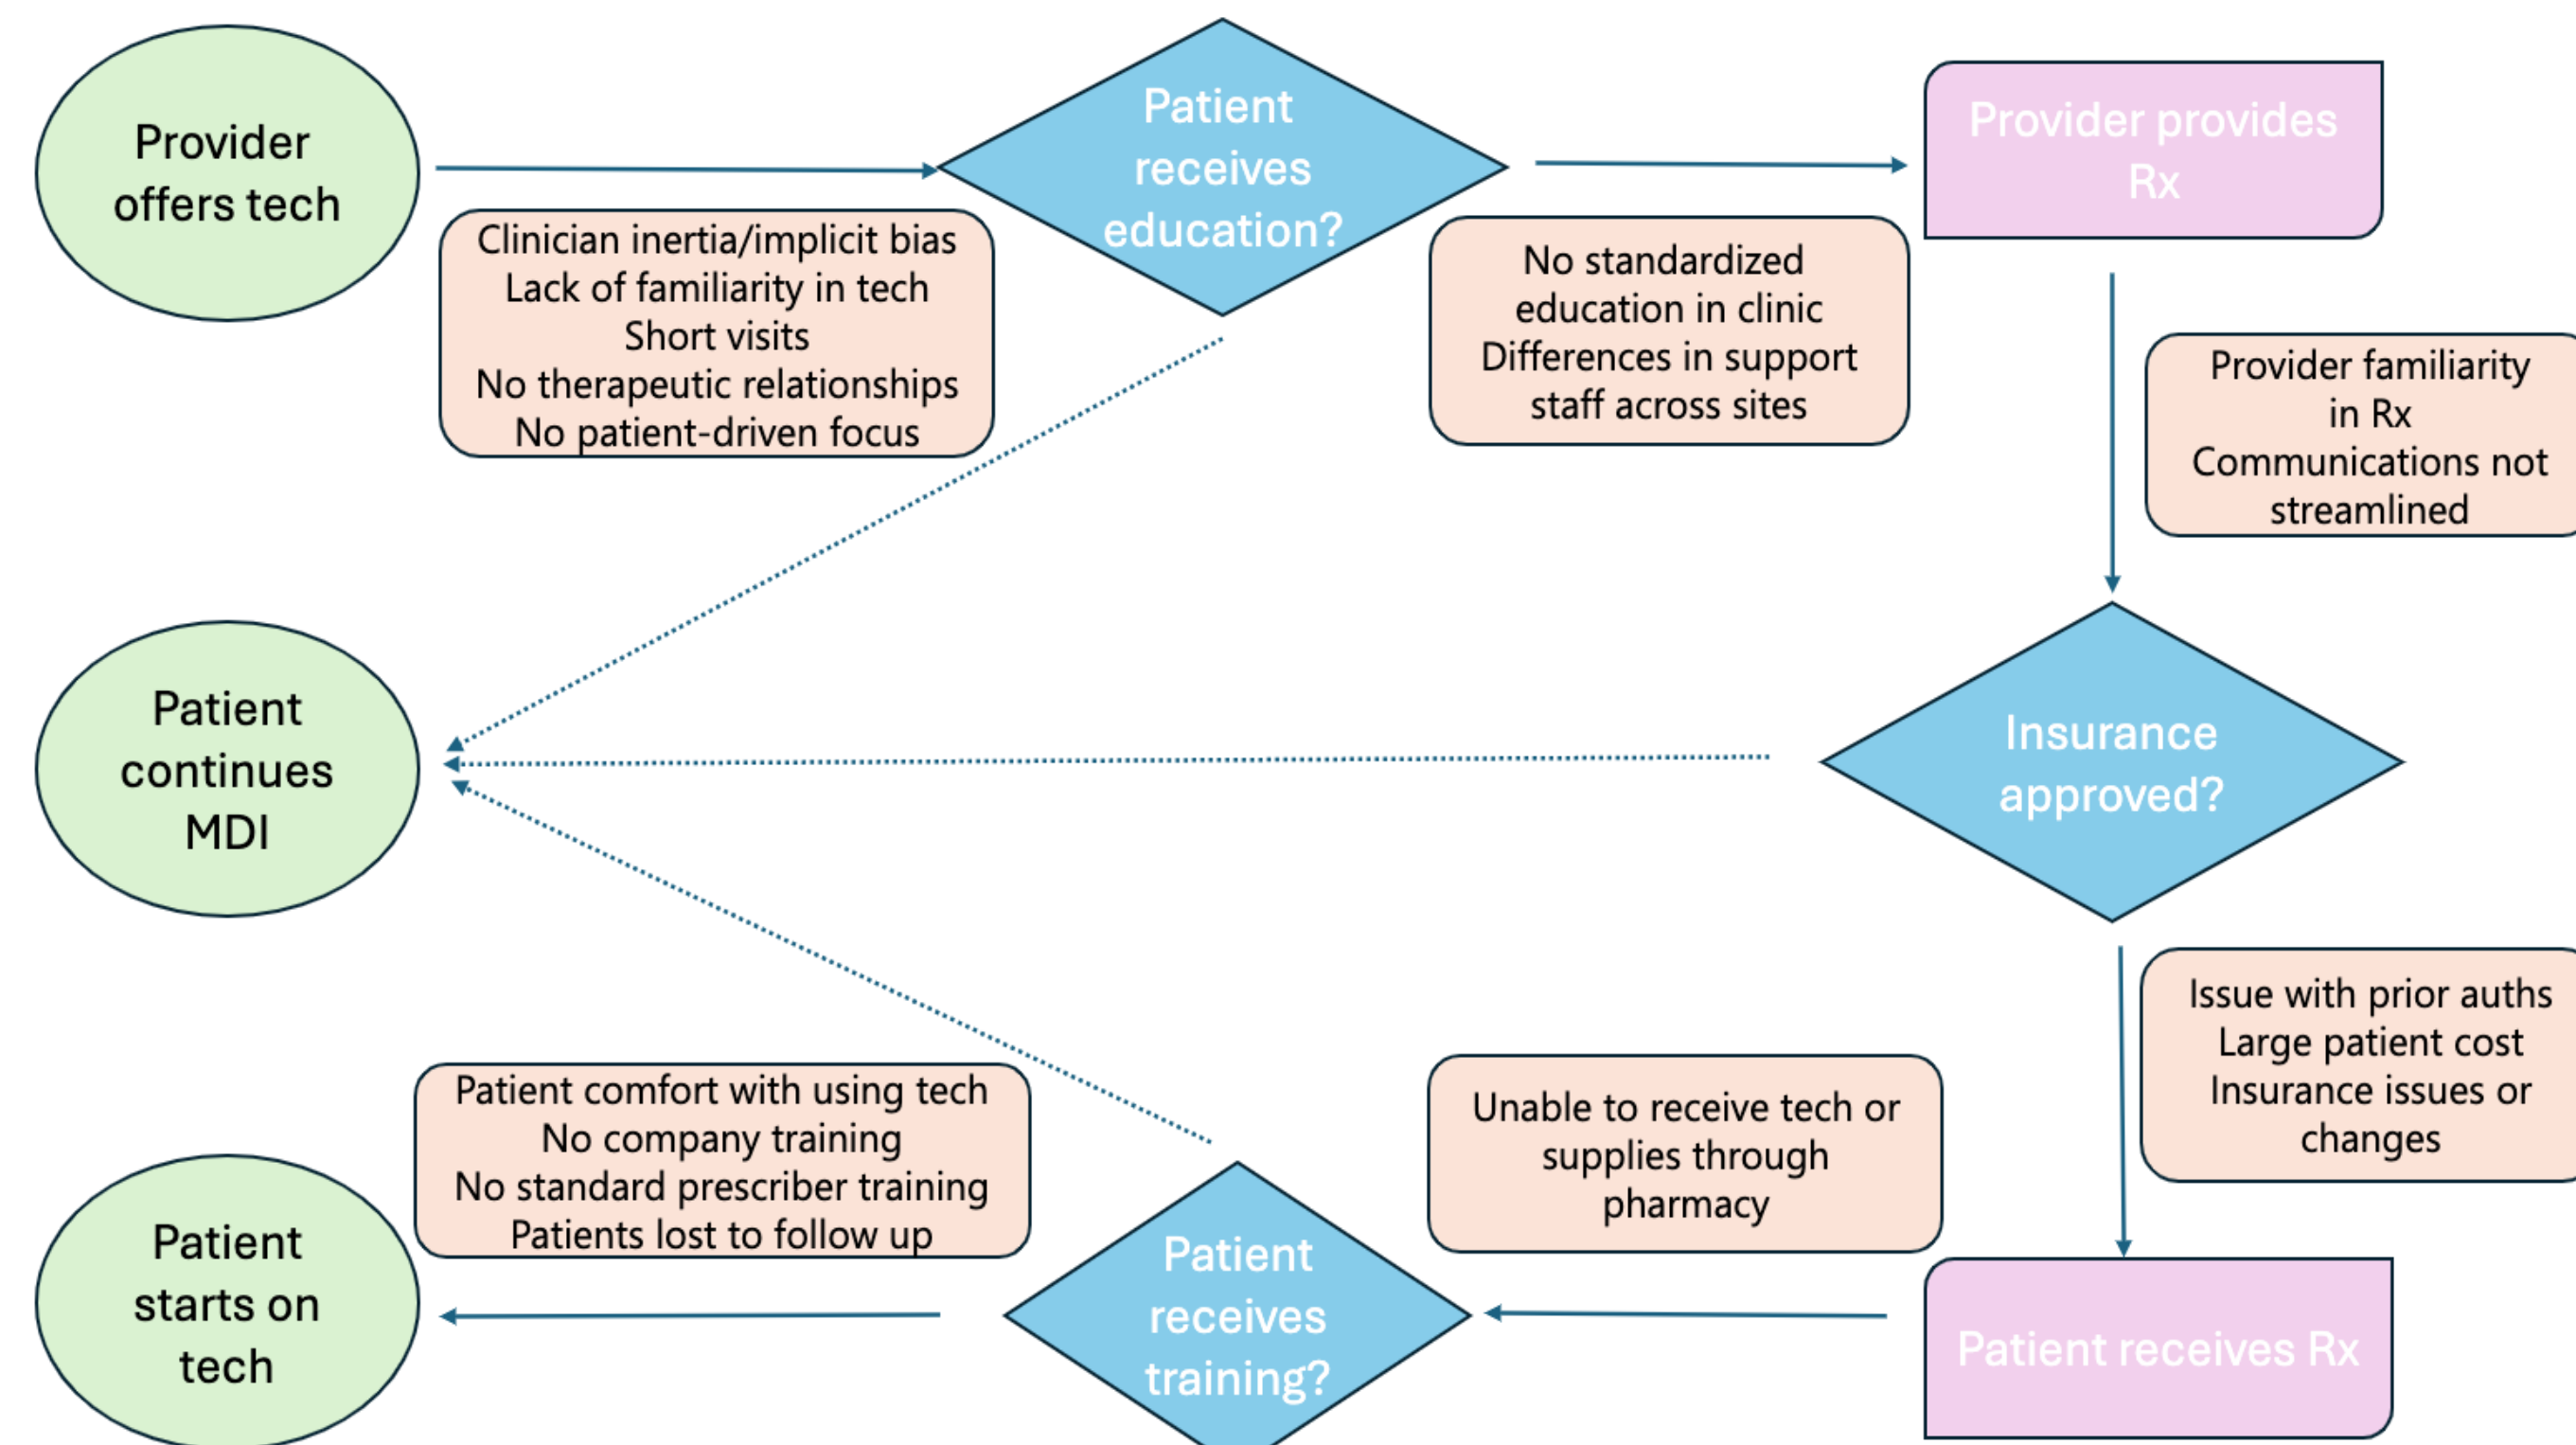 Provider
offers tech
Clinician inertia/implicit bias
Lack of familiarity in tech
Short visits
No therapeutic relationships
No patient-driven focus
Patient
receives
education?
No standardized
education in clinic
Differences in support
staff across sites
Provider provides
Rx
Provider familiarity
in Rx
Communications not
streamlined
Insurance
approved?
Patient
continues
MDI
Issue with prior auths
Large patient cost
Insurance issues or
changes
Patient receives Rx
Unable to receive tech or
supplies through
pharmacy
Patient
receives
training?
Patient comfort with using tech
No company training
No standard prescriber training
Patients lost to follow up
Patient
starts on
tech